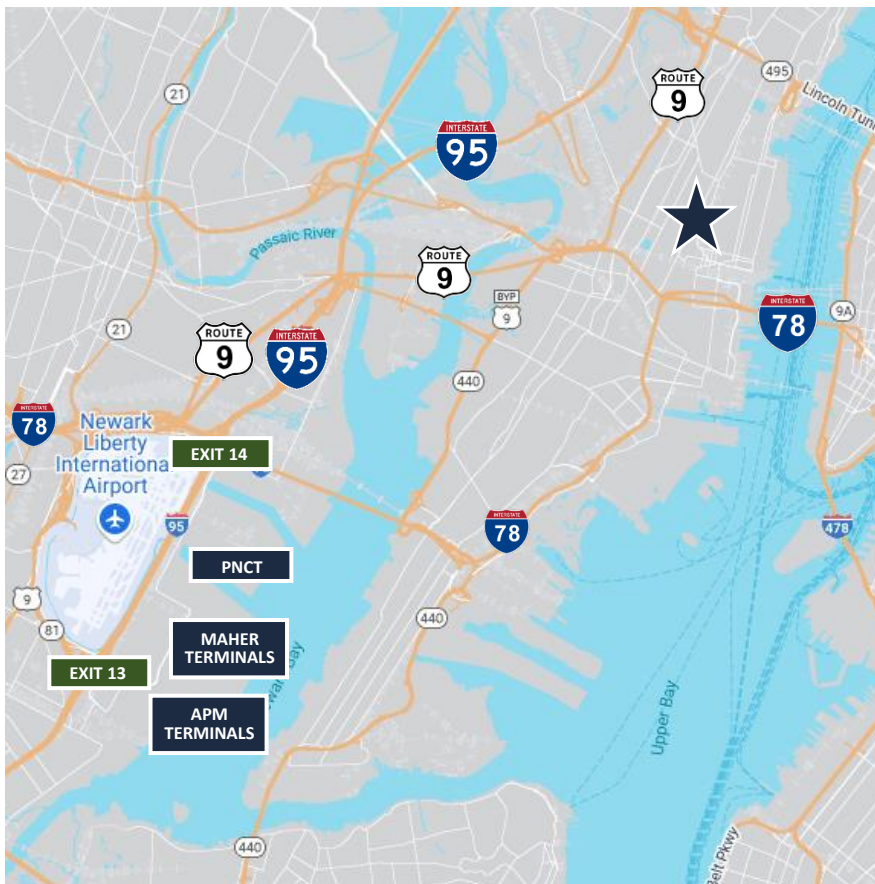 ROUTE
9
495
Lincoln Tunn
21
INTERSTATE
95
Passaic River
ROUTE
9
BYP
9
INTERSTATE
78
9A
21
ROUTE
9
INTERSTATE
95
440
INTERSTATE
78
Newark
Liberty
International
Airport
EXIT 14
27
95
INTERSTATE
78
478
PNCT
9
81
MAHER
TERMINALS
440
EXIT 13
APM
TERMINALS
Upper Bay
440
Belt Pkwy